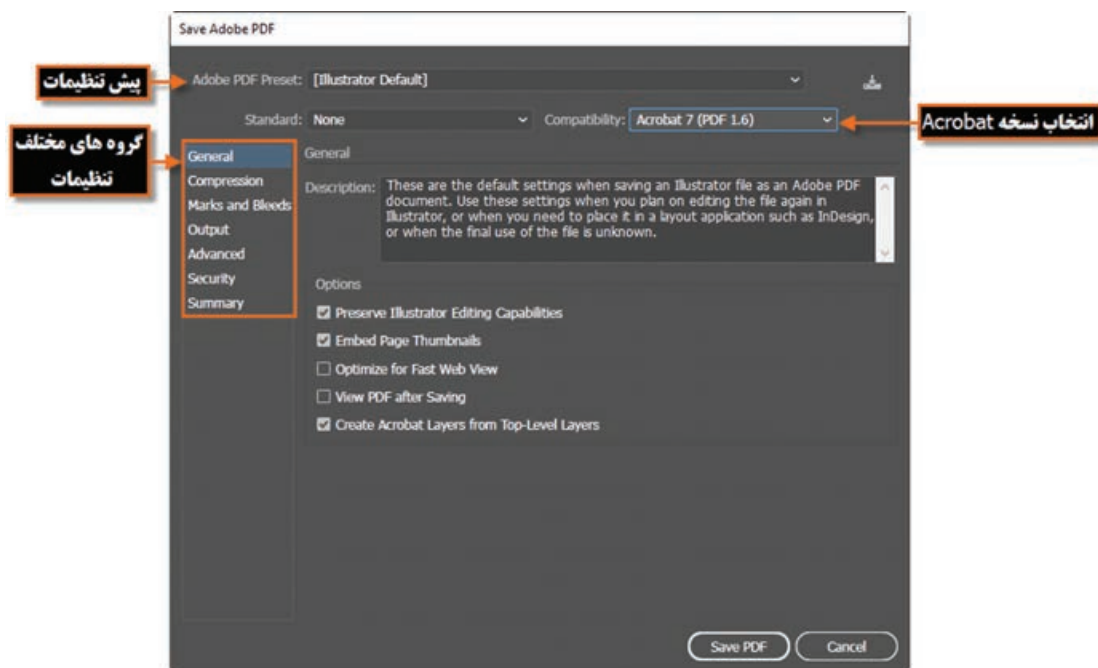 Save Adobe PDF
پیش تنظیمات
Adobe PDF Preset: [Illustrator Default]
Standard: None
Compatibility: Acrobat 7 (PDF 1.6)
انتخاب نسخه Acrobat
گروه های مختلف
تنظیمات
General
Compression
Marks and Bleeds
Output
Advanced
Security
Summary
General
Description: These are the default settings when saving an Illustrator file as an Adobe PDF
document. Use these settings when you plan on editing the file again in
Illustrator, or when you need to place it in a layout application such as InDesign,
or when the final use of the file is unknown.
Options
Preserve Illustrator Editing Capabilities
Embed Page Thumbnails
Optimize for Fast Web View
View PDF after Saving
Create Acrobat Layers from Top-Level Layers
Save PDF
Cancel